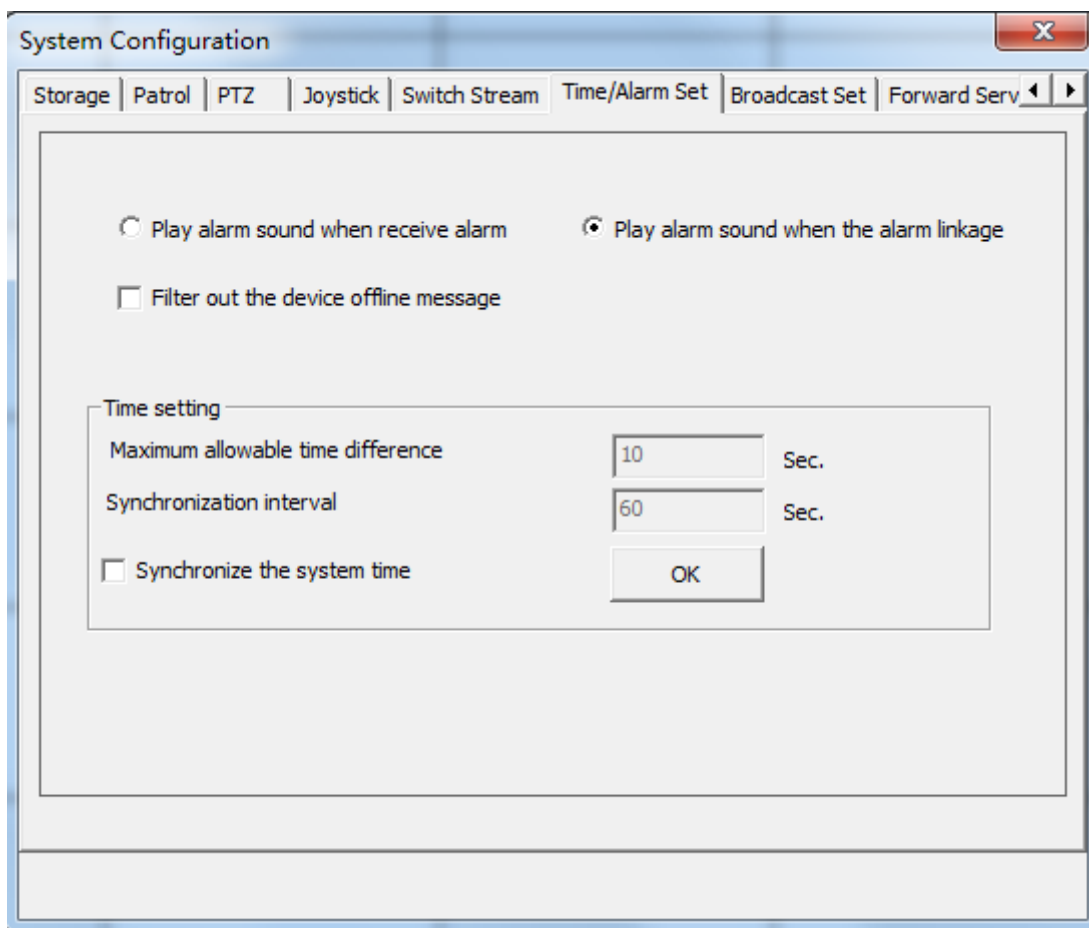 System Configuration
Storage Patrol PTZ Joystick Switch Stream Time/Alarm Set Broadcast Set Forward Serv
Play alarm sound when receive alarm Play alarm sound when the alarm linkage
Filter out the device offline message
Time setting
Maximum allowable time difference 10 Sec.
Synchronization interval 60 Sec.
Synchronize the system time OK